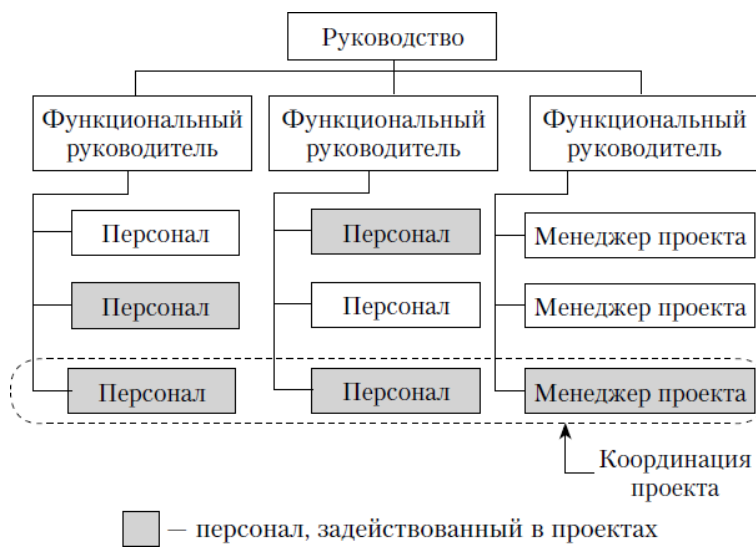 Руководство
Функциональный
руководитель
Функциональный
руководитель
Функциональный
руководитель
Персонал
Персонал
Менеджер проекта
Персонал
Персонал
Менеджер проекта
Персонал
Персонал
Менеджер проекта
Координация
проекта
— персонал, задействованный в проектах